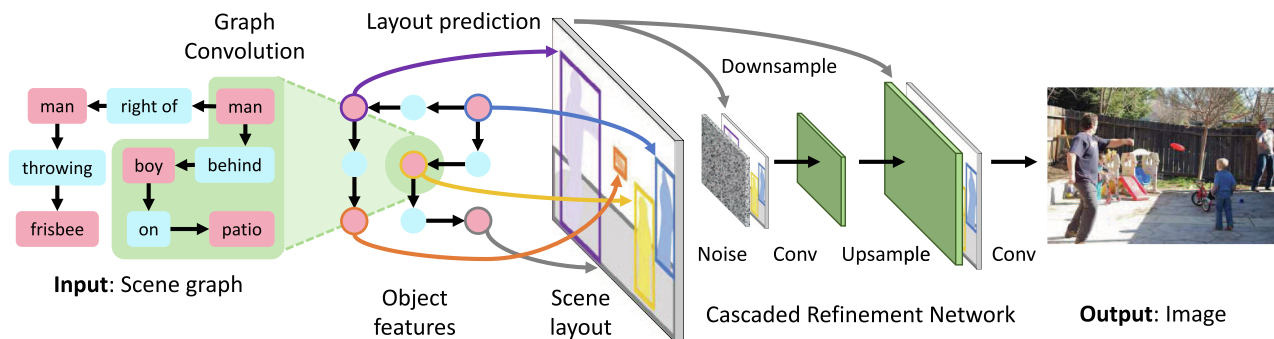 Graph
Convolution
Layout prediction
Downsample
man
right of
man
throwing
boy
behind
frisbee
on
patio
Input: Scene graph
Object
features
Scene
layout
Noise
Conv
Upsample
Conv
Cascaded Refinement Network
Output: Image